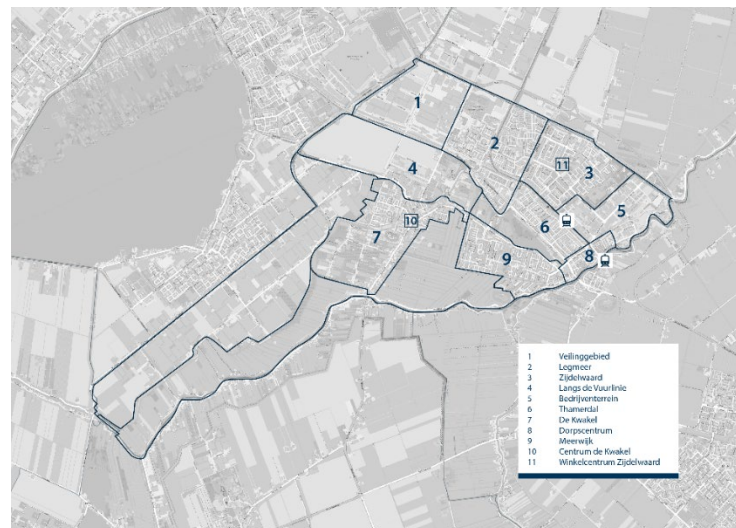 1
2
11
3
4
5
6
10
7
8
9
1 Veilinggebied
2 Legmeer
3 Zijdelwaard
4 Langs de Vuurlinie
5 Bedrijventerrein
6 Thamerdal
7 De Kwakel
8 Dorpscentrum
9 Meerwijk
10 Centrum de Kwakel
11 Winkelcentrum Zijdelwaard